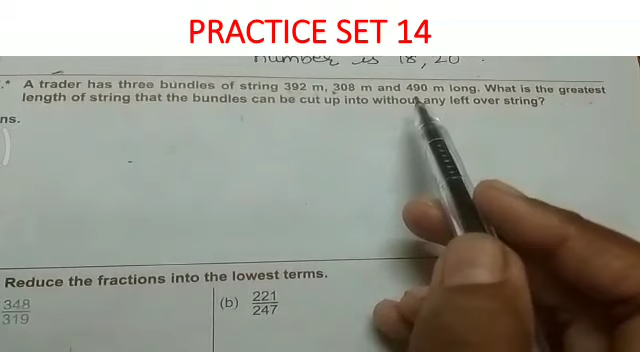 PRACTICE SET 14
number is 18, 20.
.* A trader has three bundles of string 392 m, 308 m and 490 m long. What is the greatest
length of string that the bundles can be cut up into without any left over string?
ns.
Reduce the fractions into the lowest terms.
348
319
(b) 221
247